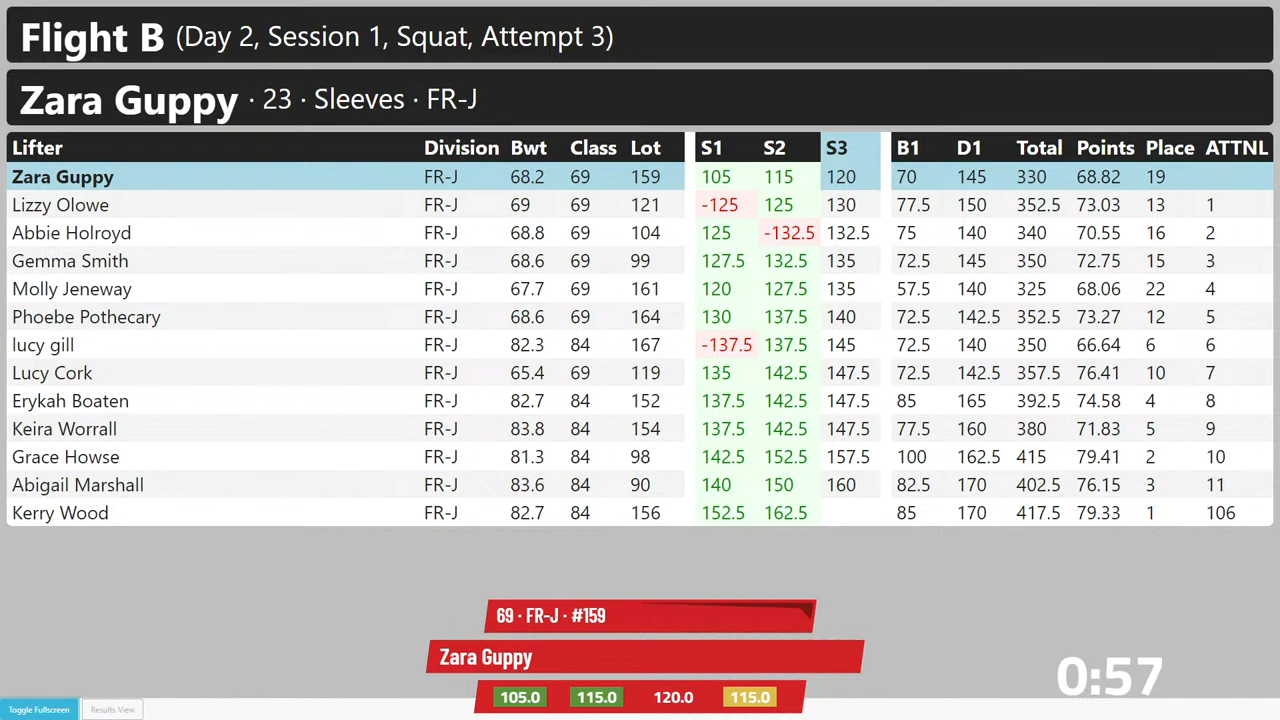 Flight B (Day 2, Session 1, Squat, Attempt 3)
Zara Guppy · 23 · Sleeves · FR-J
Lifter Division Bwt Class Lot S1 S2 S3 B1 D1 Total Points Place ATTNL
Zara Guppy FR-J 68.2 69 159 105 115 120 70 145 330 68.82 19
Lizzy Olowe FR-J 69 69 121 -125 125 130 77.5 150 352.5 73.03 13 1
Abbie Holroyd FR-J 68.8 69 104 125 -132.5 132.5 75 140 340 70.55 16 2
Gemma Smith FR-J 68.6 69 99 127.5 132.5 135 72.5 145 350 72.75 15 3
Molly Jeneway FR-J 67.7 69 161 120 127.5 135 57.5 140 325 68.06 22 4
Phoebe Pothecary FR-J 68.6 69 164 130 137.5 140 72.5 142.5 352.5 73.27 12 5
lucy gill FR-J 82.3 84 167 -137.5 137.5 145 72.5 140 350 66.64 6 6
Lucy Cork FR-J 65.4 69 119 135 142.5 147.5 72.5 142.5 357.5 76.41 10 7
Erykah Boaten FR-J 82.7 84 152 137.5 142.5 147.5 85 165 392.5 74.58 4 8
Keira Worrall FR-J 83.8 84 154 137.5 142.5 147.5 77.5 160 380 71.83 5 9
Grace Howse FR-J 81.3 84 98 142.5 152.5 157.5 100 162.5 415 79.41 2 10
Abigail Marshall FR-J 83.6 84 90 140 150 160 82.5 170 402.5 76.15 3 11
Kerry Wood FR-J 82.7 84 156 152.5 162.5 85 170 417.5 79.33 1 106
69 · FR-J · #159
Zara Guppy
105.0 115.0 120.0 115.0
0:57
Toggle Fullscreen Results View